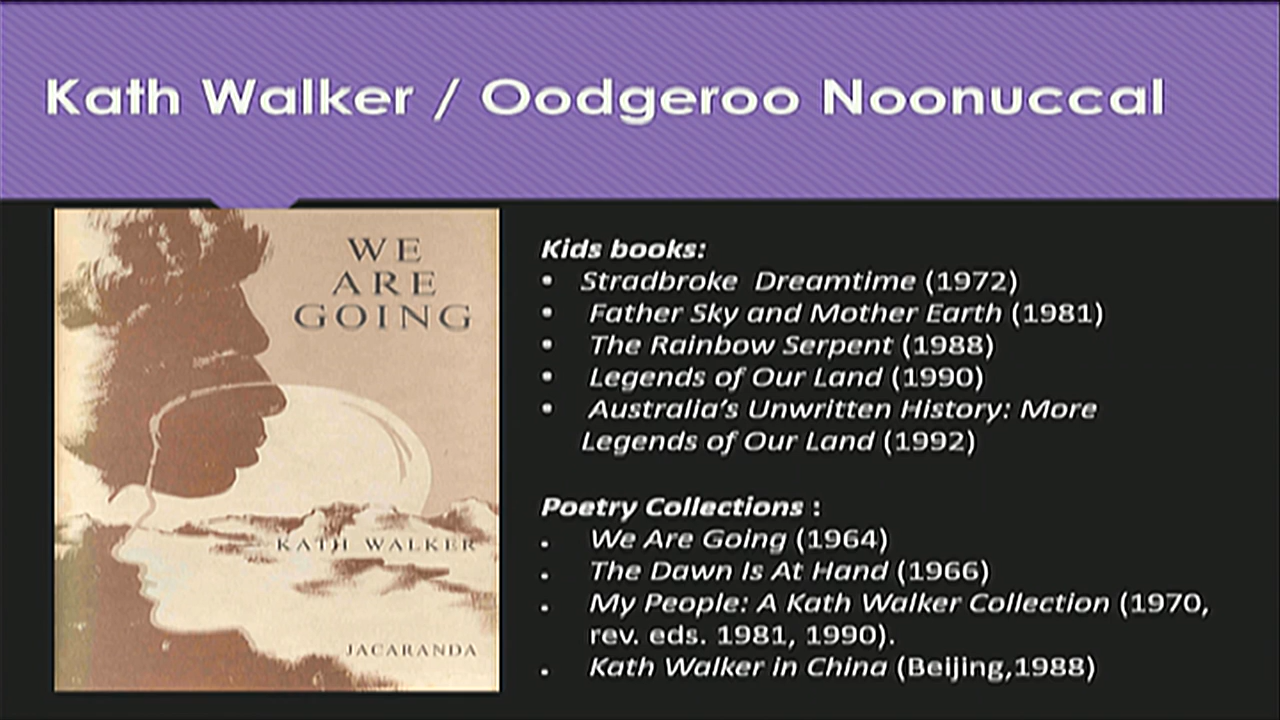 Kath Walker / Oodgeroo Noonuccal
WE
ARE
GOING
KATH WALKER
JACARANDA
Kids books:
• Stradbroke Dreamtime (1972)
• Father Sky and Mother Earth (1981)
• The Rainbow Serpent (1988)
• Legends of Our Land (1990)
• Australia's Unwritten History: More
Legends of Our Land (1992)
Poetry Collections :
. We Are Going (1964)
. The Dawn Is At Hand (1966)
. My People: A Kath Walker Collection (1970,
rev. eds. 1981, 1990).
. Kath Walker in China (Beijing,1988)